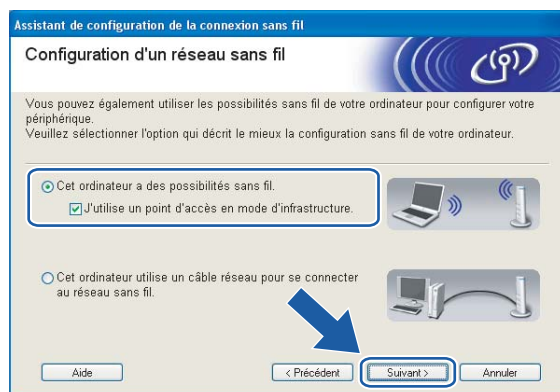 Assistant de configuration de la connexion sans fil
Configuration d'un réseau sans fil
Vous pouvez également utiliser les possibilités sans fil de votre ordinateur pour configurer votre
périphérique.
Veuillez sélectionner l'option qui décrit le mieux la configuration sans fil de votre ordinateur.
Cet ordinateur a des possibilités sans fil.
J'utilise un point d'accès en mode d'infrastructure.
Cet ordinateur utilise un câble réseau pour se connecter
au réseau sans fil.
Aide
< Précédent
Suivant >
Annuler